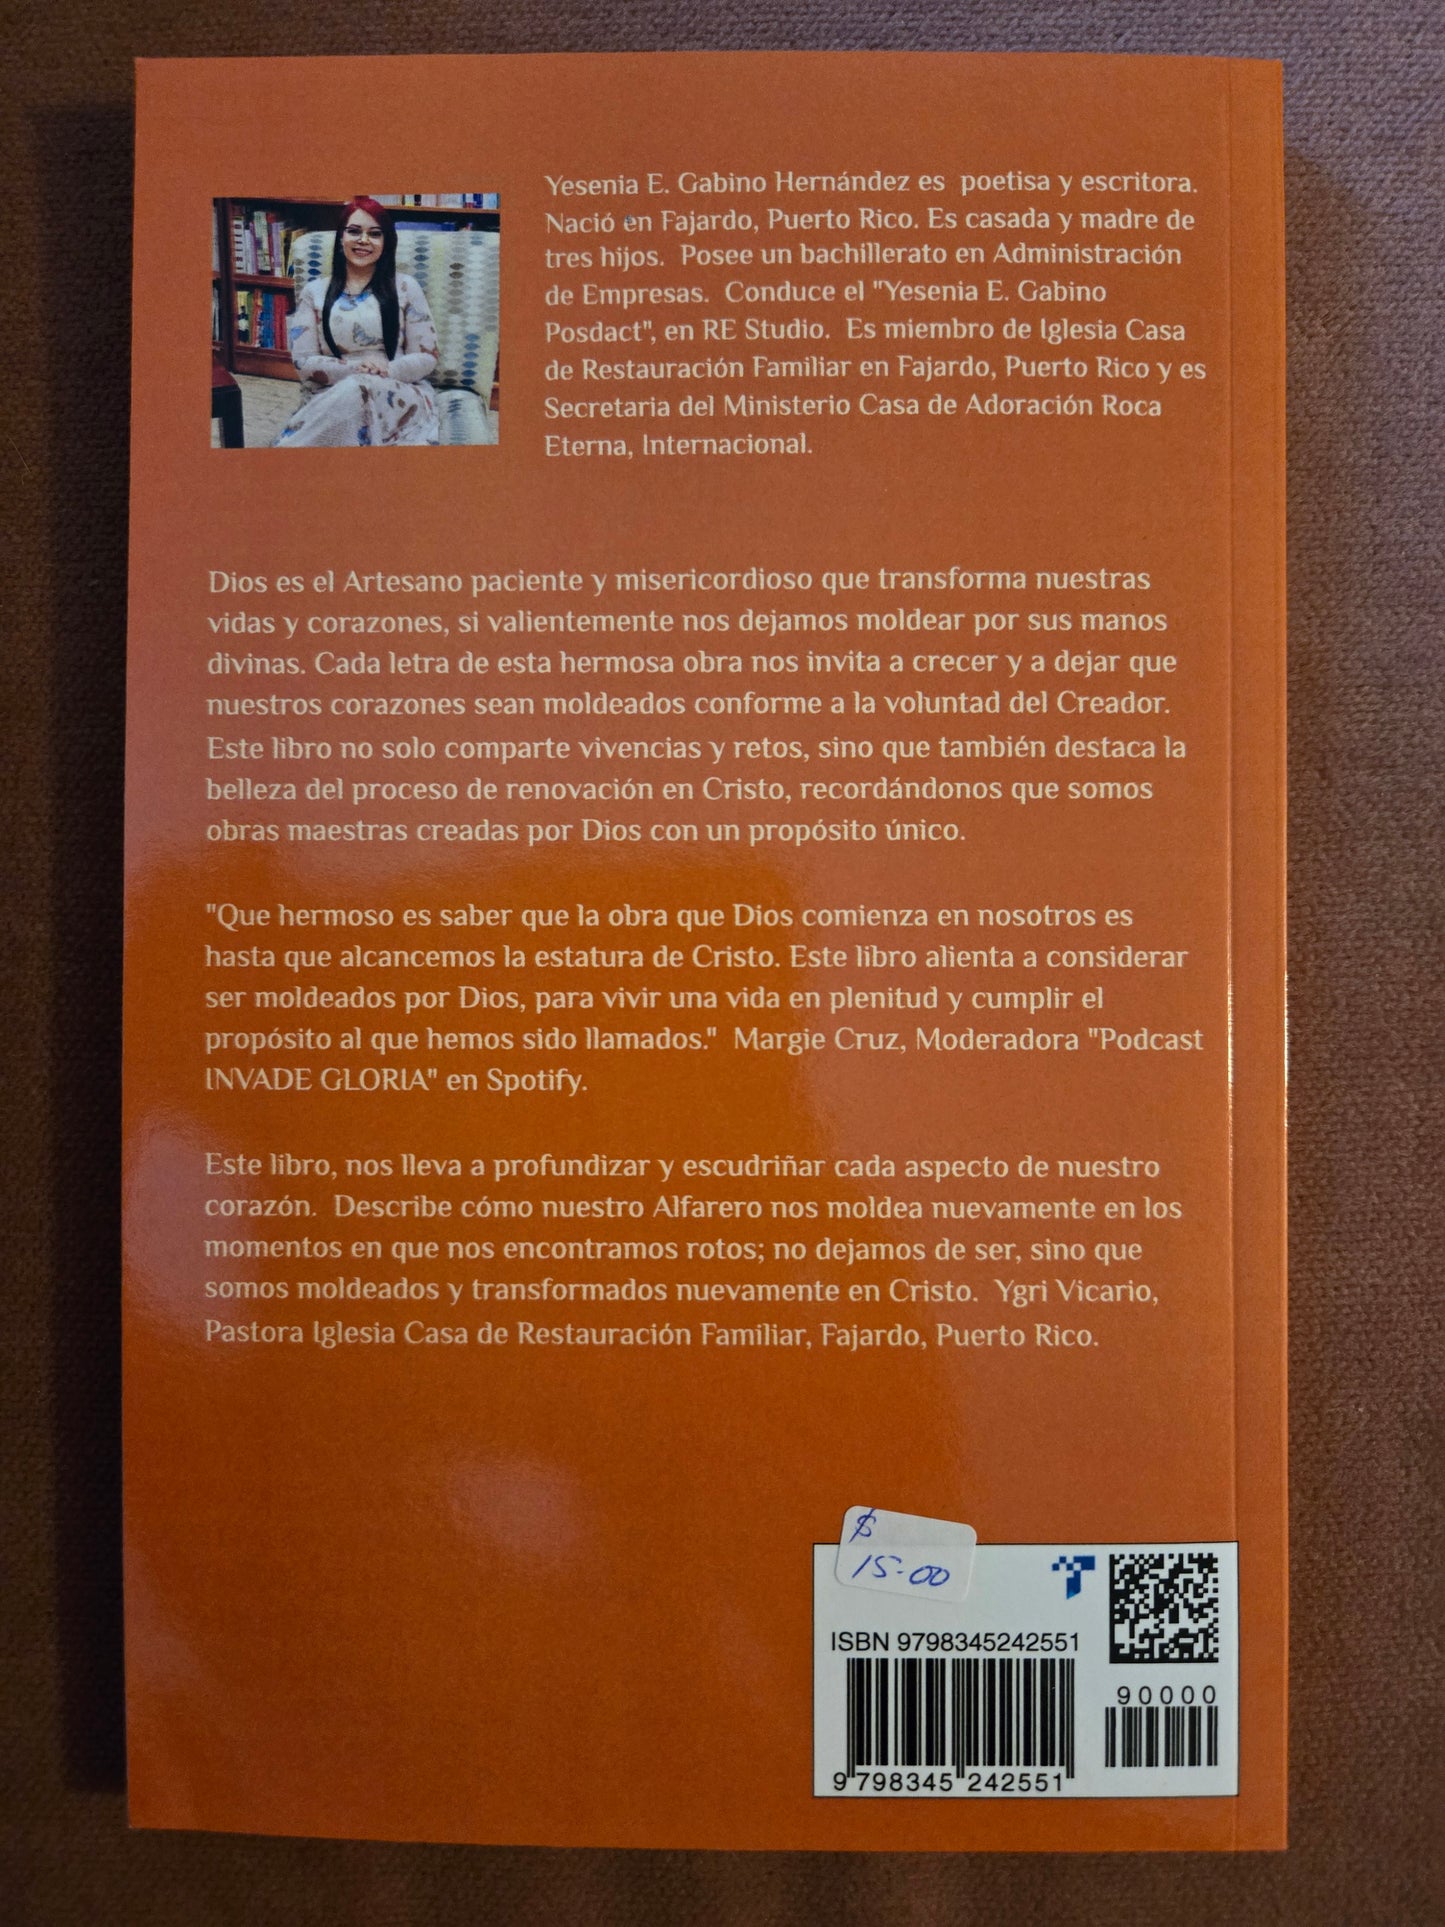 Yesenia E. Gabino Hernández es  poetisa y escritora.
Nació en Fajardo, Puerto Rico. Es casada y madre de
tres hijos.  Posee un bachillerato en Administración
de Empresas.  Conduce el "Yesenia E. Gabino
Posdact", en RE Studio.  Es miembro de Iglesia Casa
de Restauración Familiar en Fajardo, Puerto Rico y es
Secretaria del Ministerio Casa de Adoración Roca
Eterna, Internacional.
Dios es el Artesano paciente y misericordioso que transforma nuestras
vidas y corazones, si valientemente nos dejamos moldear por sus manos
divinas. Cada letra de esta hermosa obra nos invita a crecer y a dejar que
nuestros corazones sean moldeados conforme a la voluntad del Creador.
Este libro no solo comparte vivencias y retos, sino que también destaca la
belleza del proceso de renovación en Cristo, recordándonos que somos
obras maestras creadas por Dios con un propósito único.
"Que hermoso es saber que la obra que Dios comienza en nosotros es
hasta que alcancemos la estatura de Cristo. Este libro alienta a considerar
ser moldeados por Dios, para vivir una vida en plenitud y cumplir el
propósito al que hemos sido llamados."  Margie Cruz, Moderadora "Podcast
INVADE GLORIA" en Spotify.
Este libro, nos lleva a profundizar y escudriñar cada aspecto de nuestro
corazón.  Describe cómo nuestro Alfarero nos moldea nuevamente en los
momentos en que nos encontramos rotos; no dejamos de ser, sino que
somos moldeados y transformados nuevamente en Cristo.  Ygri Vicario,
Pastora Iglesia Casa de Restauración Familiar, Fajardo, Puerto Rico.
$
15.00
ISBN 9798345242551
90000
9 798345 242551